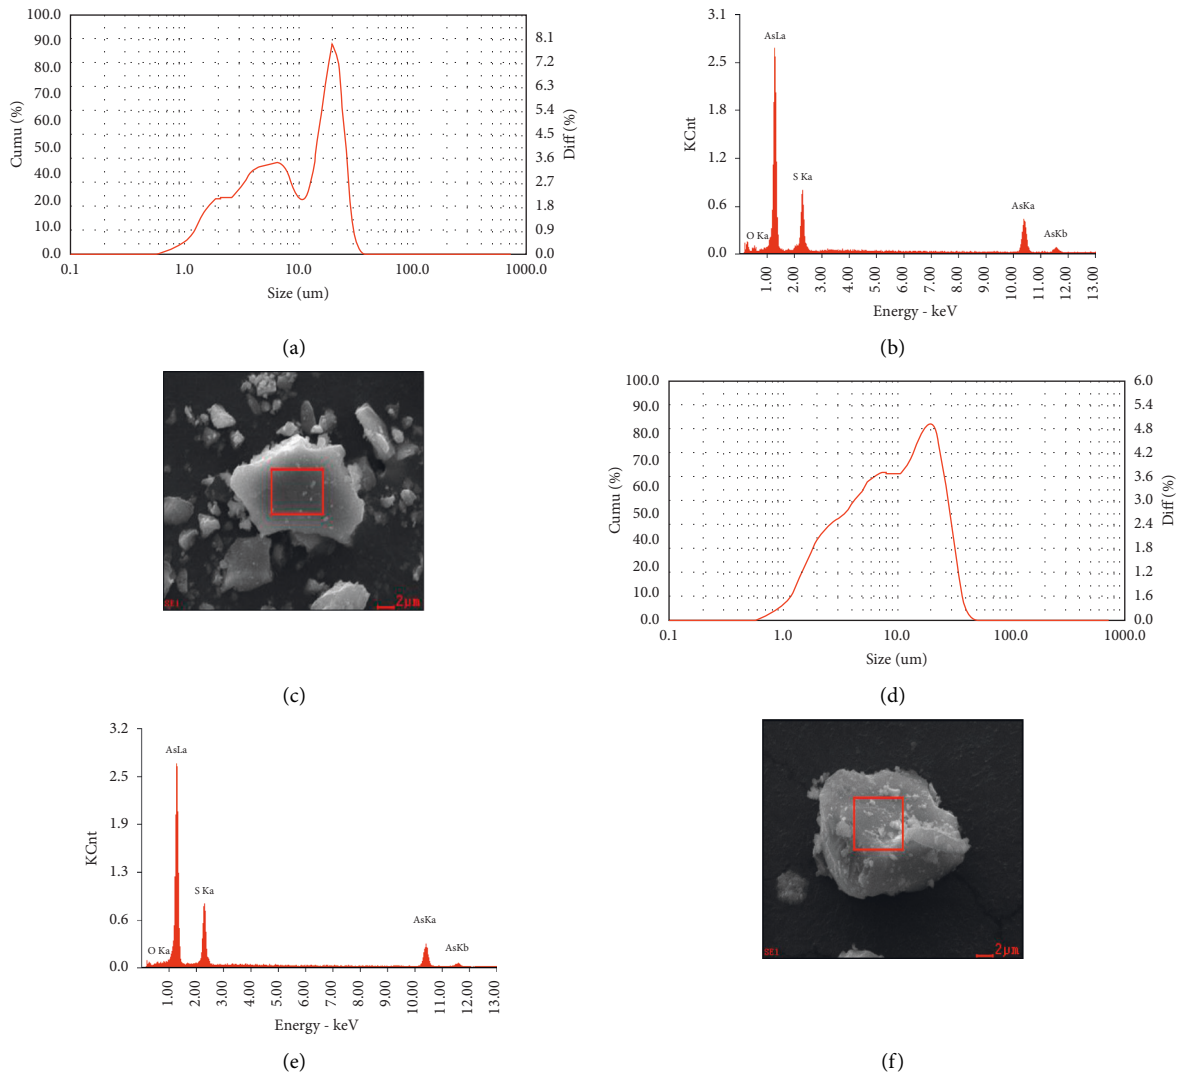 100.0
90.0
80.0
70.0
60.0
50.0
40.0
30.0
20.0
10.0
0.0
Cumu (%)
8.1
7.2
6.3
5.4
4.5
3.6
2.7
1.8
0.9
0.0
Diff (%)
0.1 1.0 10.0 100.0 1000.0
Size (um)
(a)
3.1
2.5
1.8
1.2
0.6
0.0
KCnt
AsLa
S Ka
O Ka
AsKa
AsKb
1.00 2.00 3.00 4.00 5.00 6.00 7.00 8.00 9.00 10.00 11.00 12.00 13.00
Energy - keV
(b)
SE1
2μm
(c)
100.0
90.0
80.0
70.0
60.0
50.0
40.0
30.0
20.0
10.0
0.0
Cumu (%)
6.0
5.4
4.8
4.2
3.6
3.0
2.4
1.8
1.2
1.6
0.0
Diff (%)
0.1 1.0 10.0 100.0 1000.0
Size (um)
(d)
3.2
2.5
1.9
1.3
0.6
0.0
KCnt
AsLa
S Ka
O Ka
AsKa
AsKb
1.00 2.00 3.00 4.00 5.00 6.00 7.00 8.00 9.00 10.00 11.00 12.00 13.00
Energy - keV
(e)
SE1
2μm
(f)